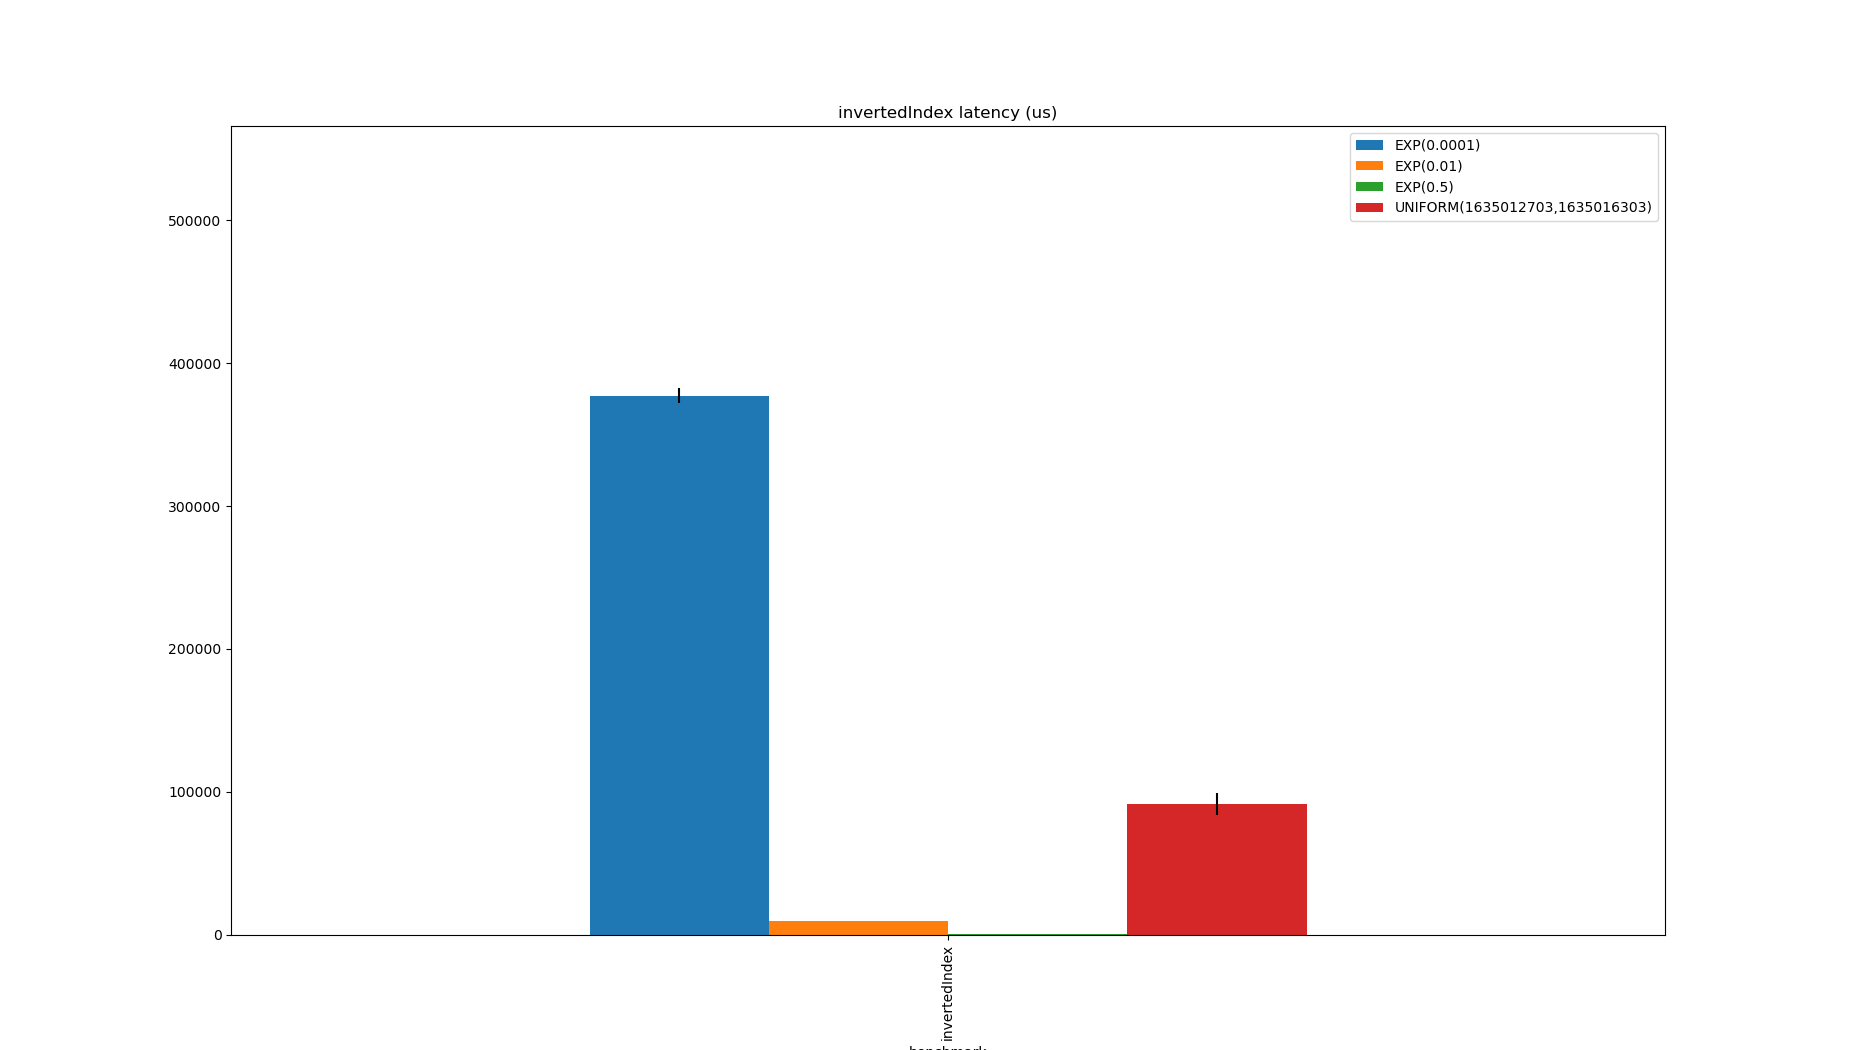 invertedIndex latency (us)
EXP(0.0001)
EXP(0.01)
EXP(0.5)
UNIFORM(1635012703,1635016303)
500000
400000
300000
200000
100000
0
invertedIndex